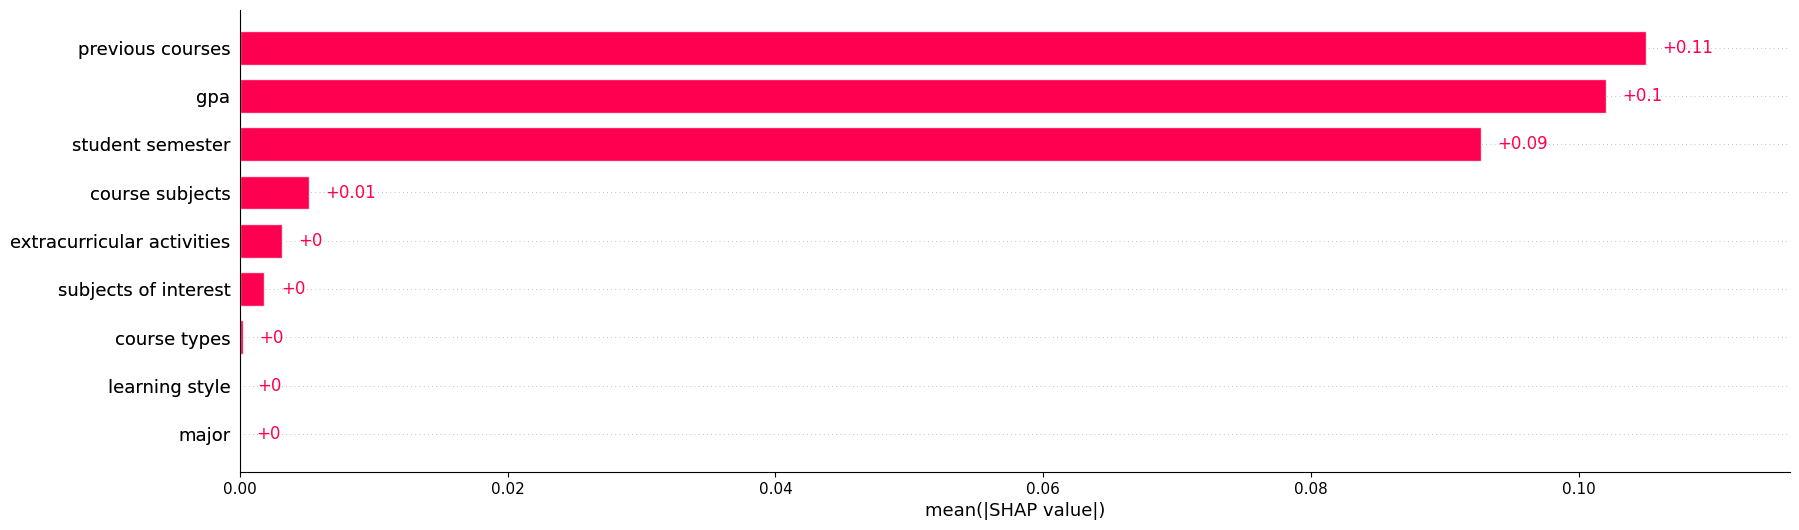 previous courses +0.11
gpa +0.1
student semester +0.09
course subjects +0.01
extracurricular activities +0
subjects of interest +0
course types +0
learning style +0
major +0
0.00 0.02 0.04 0.06 0.08 0.10
mean(|SHAP value|)